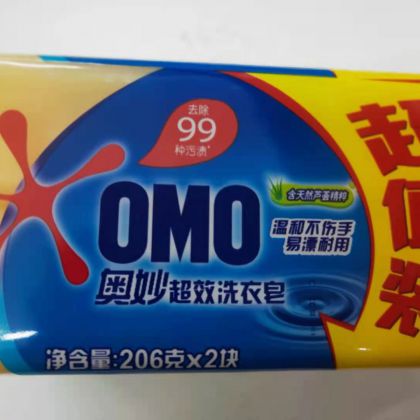 去除
99
种污渍*
OMO
含天然芦荟精粹
温和不伤手
易漂耐用
奥妙超效洗衣皂
净含量:206克x2块
超
值
装